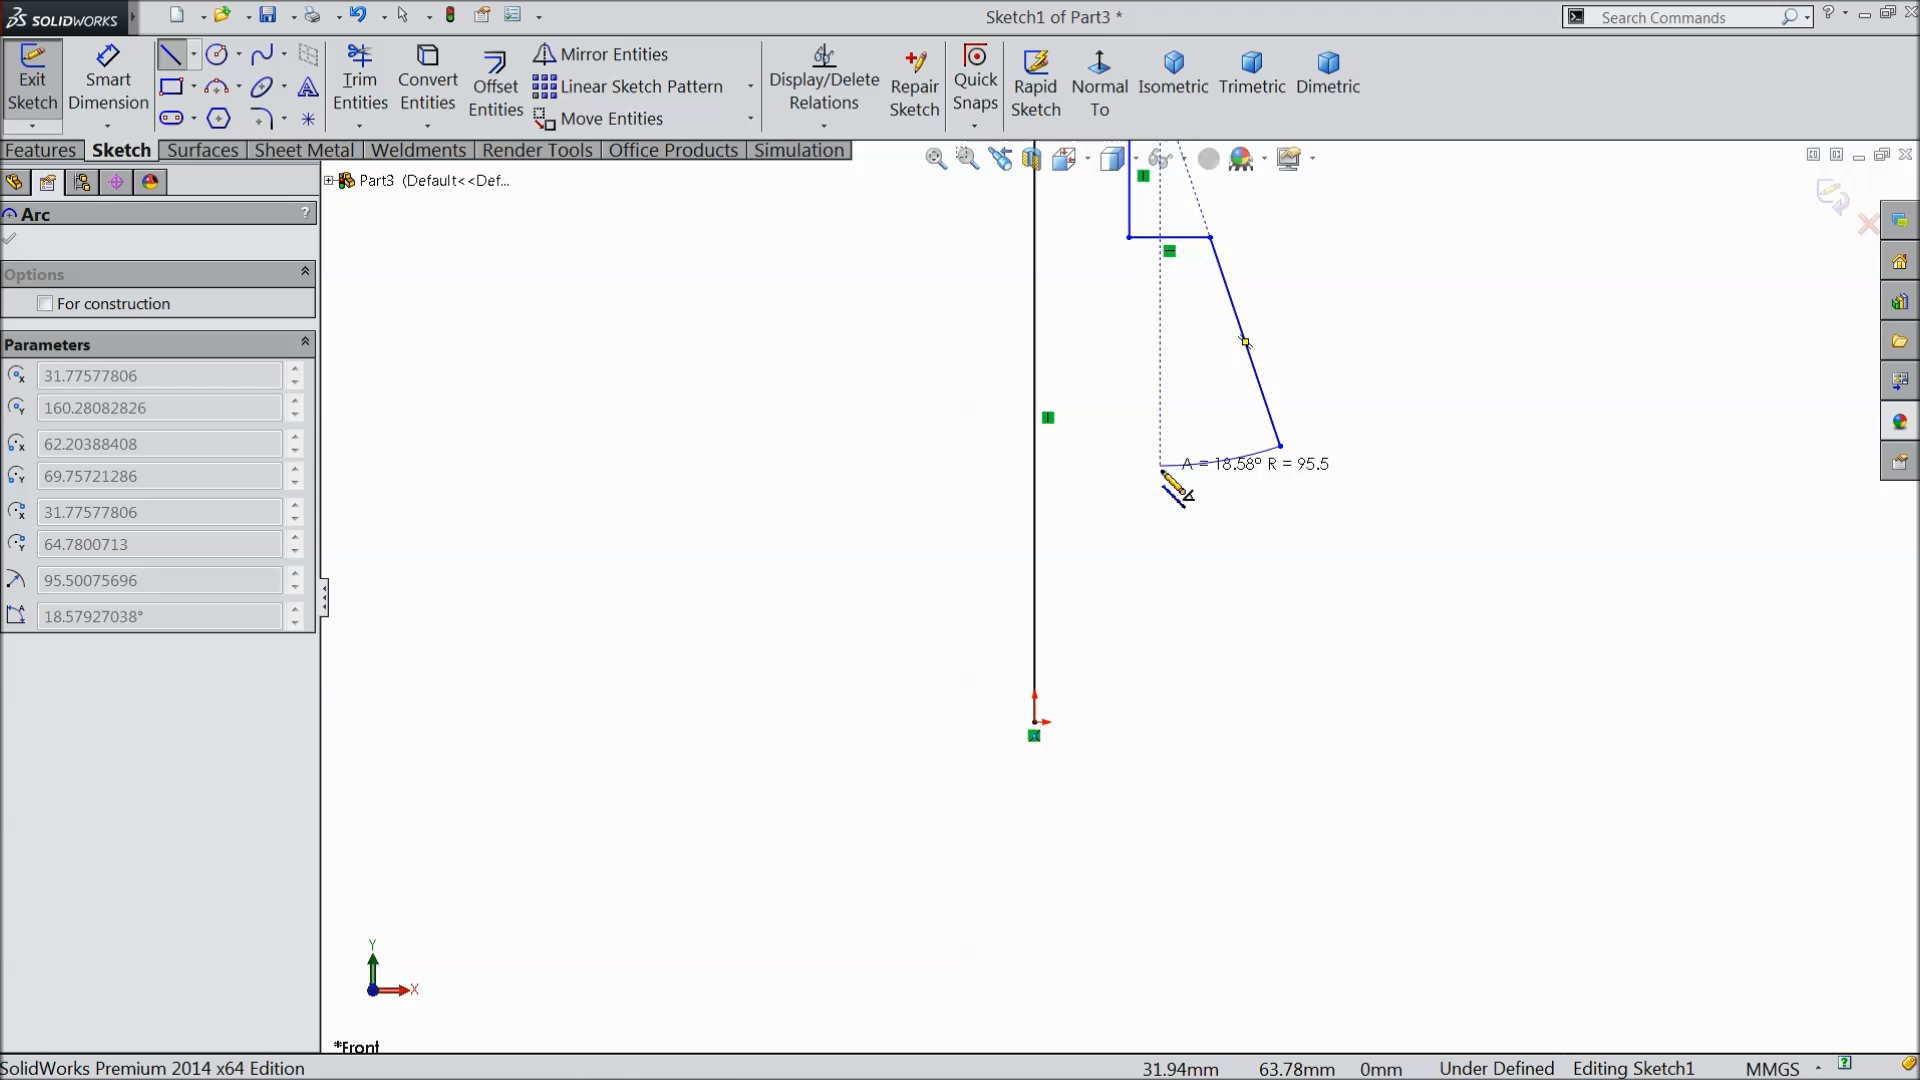 SOLIDWORKS
Sketch1 of Part3 *
Search Commands
Exit Sketch
Smart Dimension
Trim Entities
Convert Entities
Offset Entities
Mirror Entities
Linear Sketch Pattern
Move Entities
Display/Delete Relations
Repair Sketch
Quick Snaps
Rapid Sketch
Normal To
Isometric
Trimetric
Dimetric
Features
Sketch
Surfaces
Sheet Metal
Weldments
Render Tools
Office Products
Simulation
Part3 (Default<<Def...
Arc
?
Options
For construction
Parameters
31.77577806
160.28082826
62.20388408
69.75721286
31.77577806
64.7800713
95.50075696
18.57927038°
A = 18.58° R = 95.5
Y
X
*Front
SolidWorks Premium 2014 x64 Edition
31.94mm
63.78mm
0mm
Under Defined
Editing Sketch1
MMGS